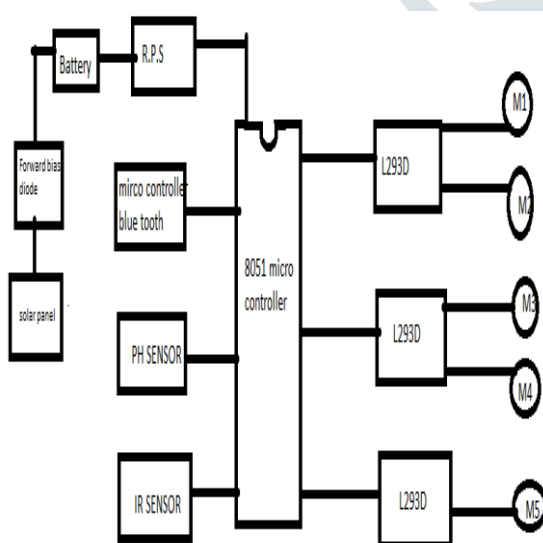 Battery
R.P.S
Forward bias
diode
solar panel
mirco controller
blue tooth
PH SENSOR
IR SENSOR
8051 micro
controller
L293D
L293D
L293D
M1
M2
M3
M4
M5